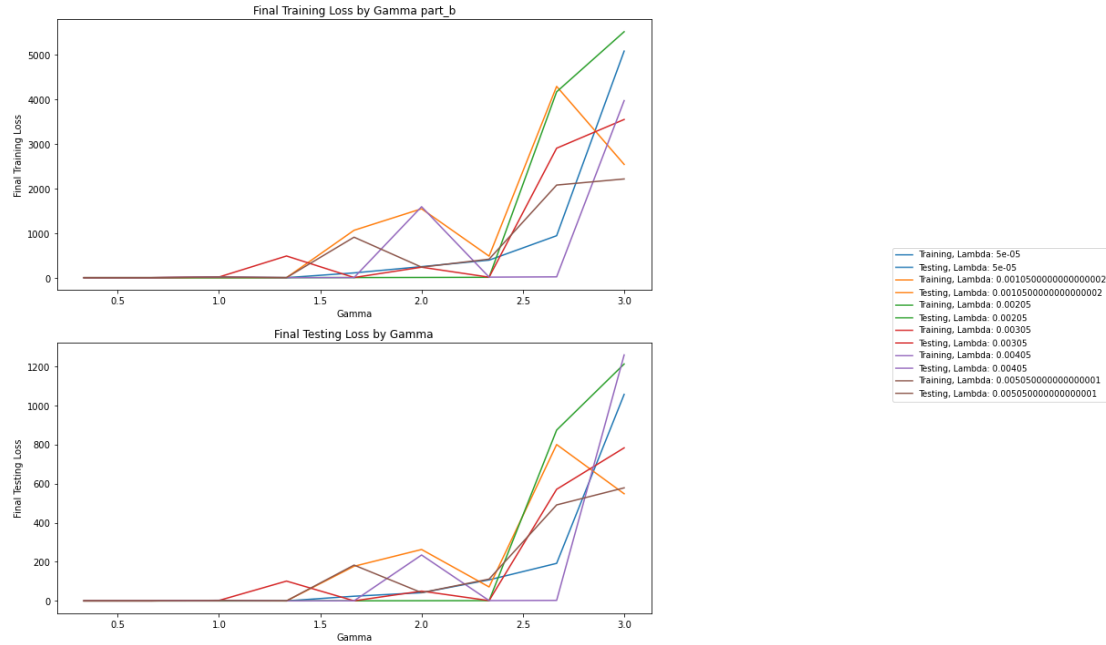 Final Training Loss by Gamma part_b
Final Training Loss
5000
4000
3000
2000
1000
0
0.5 1.0 1.5 2.0 2.5 3.0
Gamma
Final Testing Loss by Gamma
Final Testing Loss
1200
1000
800
600
400
200
0
0.5 1.0 1.5 2.0 2.5 3.0
Gamma
Training, Lambda: 5e-05
Testing, Lambda: 5e-05
Training, Lambda: 0.0010500000000000002
Testing, Lambda: 0.0010500000000000002
Training, Lambda: 0.00205
Testing, Lambda: 0.00205
Training, Lambda: 0.00305
Testing, Lambda: 0.00305
Training, Lambda: 0.00405
Testing, Lambda: 0.00405
Training, Lambda: 0.005050000000000001
Testing, Lambda: 0.005050000000000001